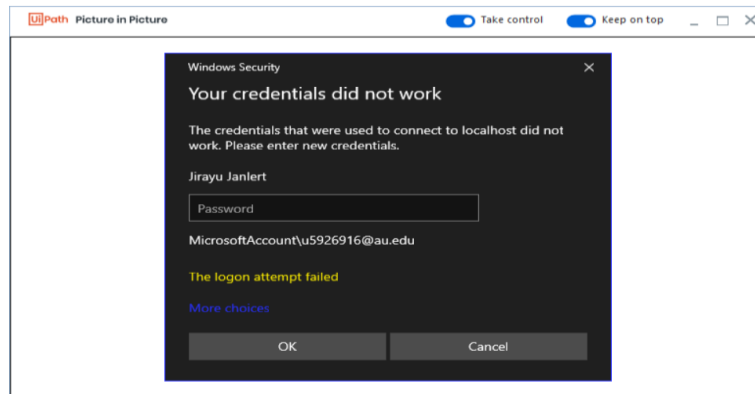 UiPath Picture in Picture Take control Keep on top
Windows Security
Your credentials did not work
The credentials that were used to connect to localhost did not
work. Please enter new credentials.
Jirayu Janlert
Password
MicrosoftAccount\u5926916@au.edu
The logon attempt failed
More choices
OK Cancel